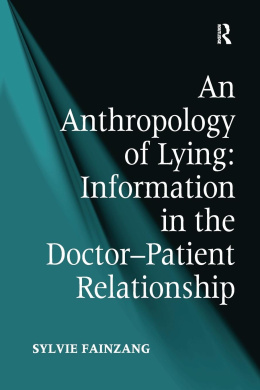 An
Anthropology
of Lying:
Information
in the
Doctor–Patient
Relationship
SYLVIE FAINZANG